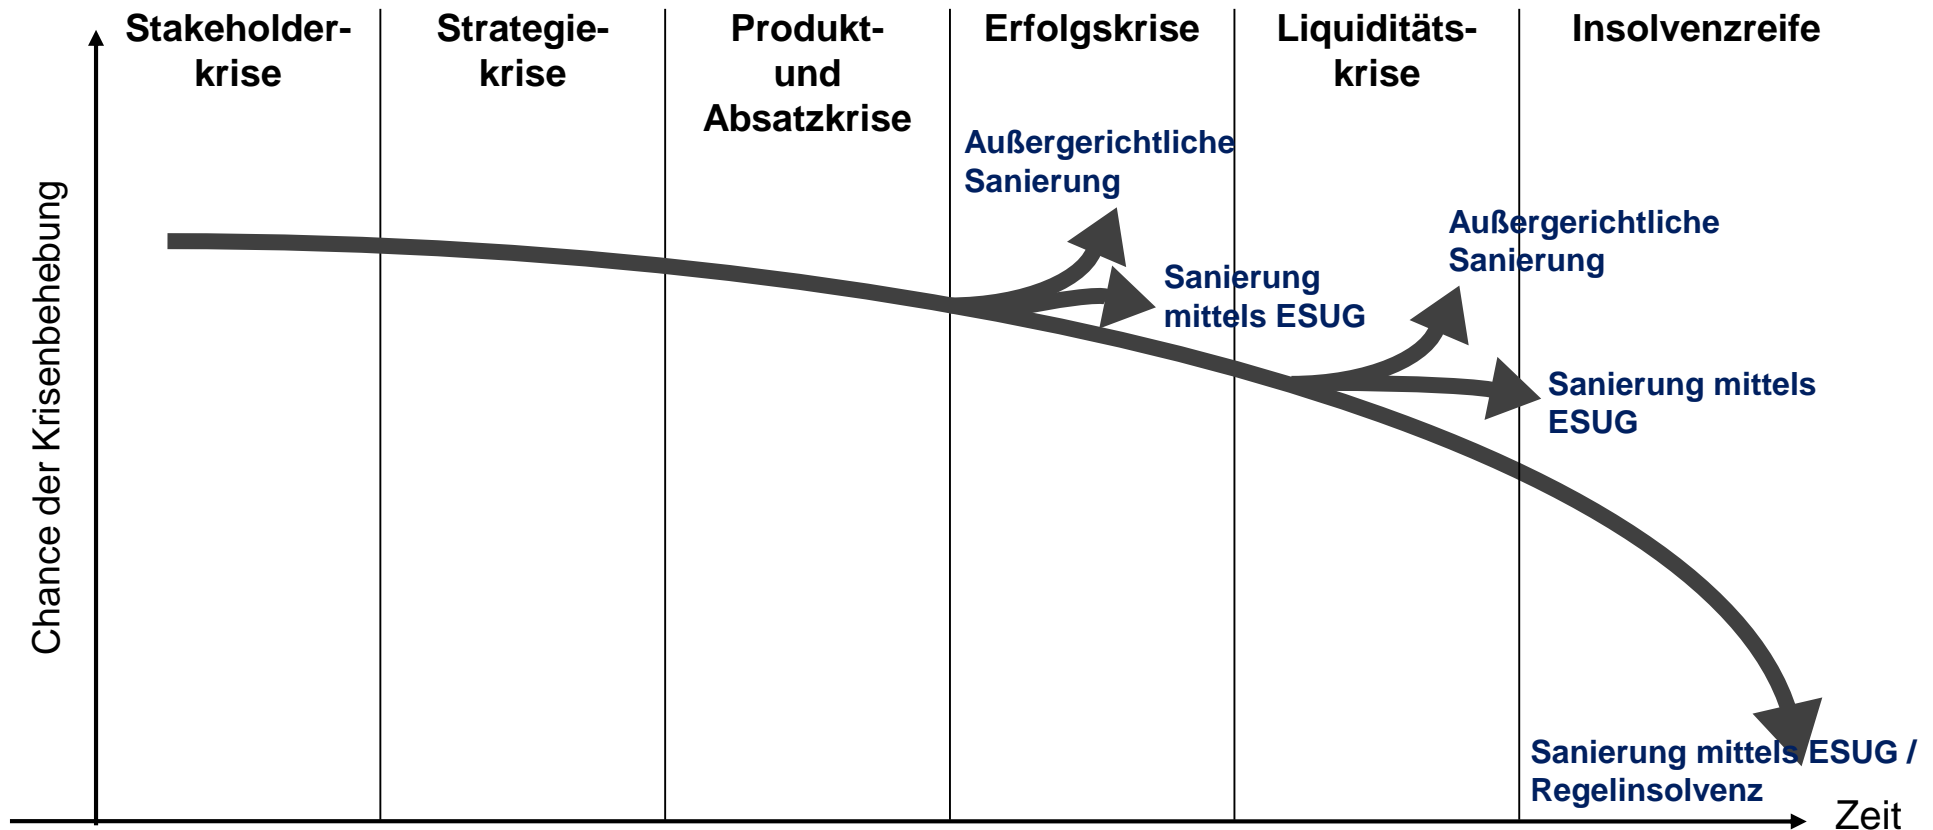 Stakeholder-
krise
Strategie-
krise
Produkt-
und
Absatzkrise
Erfolgskrise
Liquiditäts-
krise
Insolvenzreife
Außergerichtliche
Sanierung
Sanierung
mittels ESUG
Außergerichtliche
Sanierung
Sanierung mittels
ESUG
Sanierung mittels ESUG /
Regelinsolvenz
Chance der Krisenbehebung
Zeit